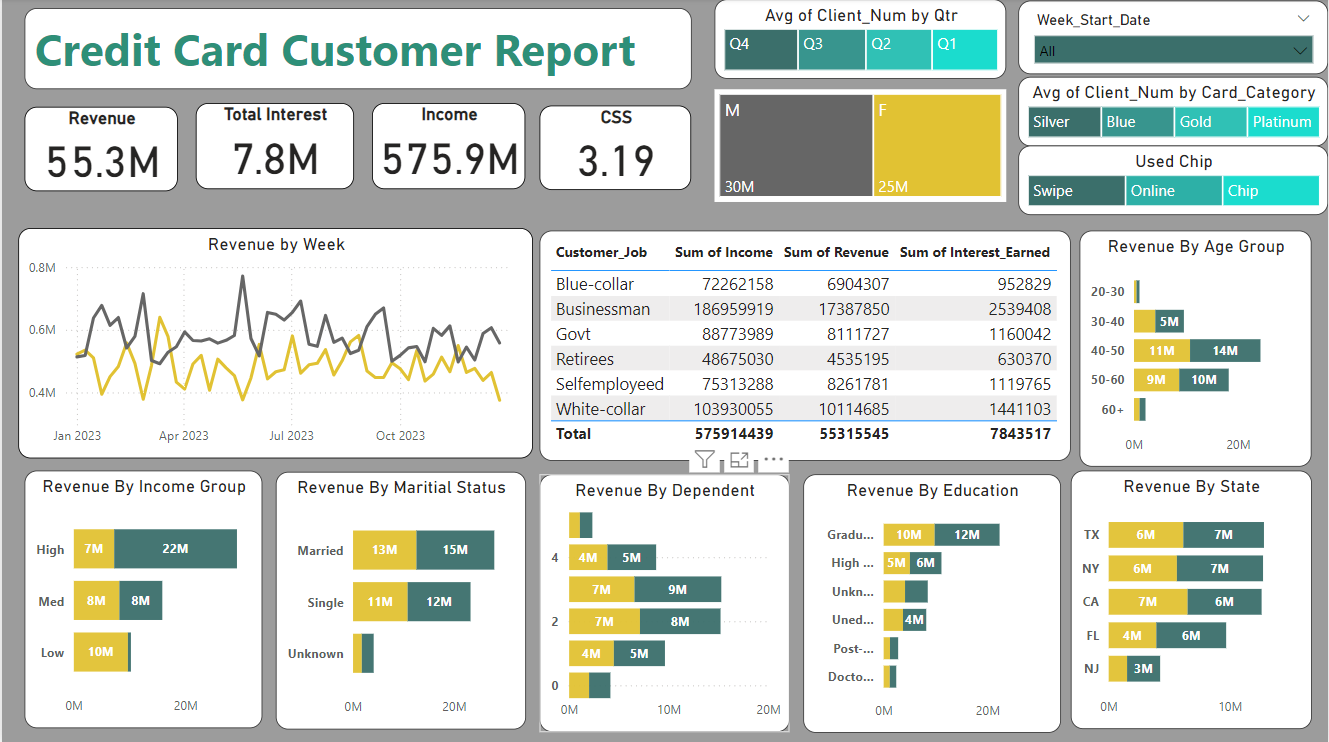 Credit Card Customer Report
Avg of Client_Num by Qtr
Q4 Q3 Q2 Q1
Week_Start_Date
All
Revenue
55.3M
Total Interest
7.8M
Income
575.9M
CSS
3.19
M F
30M 25M
Avg of Client_Num by Card_Category
Silver Blue Gold Platinum
Used Chip
Swipe Online Chip
Revenue by Week
0.8M
0.6M
0.4M
Jan 2023 Apr 2023 Jul 2023 Oct 2023
Customer_Job Sum of Income Sum of Revenue Sum of Interest_Earned
Blue-collar 72262158 6904307 952829
Businessman 186959919 17387850 2539408
Govt 88773989 8111727 1160042
Retirees 48675030 4535195 630370
Selfemployeed 75313288 8261781 1119765
White-collar 103930055 10114685 1441103
Total 575914439 55315545 7843517
Revenue By Age Group
20-30
30-40 5M
40-50 11M 14M
50-60 9M 10M
60+
0M 20M
Revenue By Income Group
High 7M 22M
Med 8M 8M
Low 10M
0M 20M
Revenue By Maritial Status
Married 13M 15M
Single 11M 12M
Unknown
0M 20M
Revenue By Dependent
4 4M 5M
7M 9M
2 7M 8M
4M 5M
0
0M 10M 20M
Revenue By Education
Gradu... 10M 12M
High ... 5M 6M
Unkn...
Uned... 4M
Post-...
Docto...
0M 20M
Revenue By State
TX 6M 7M
NY 6M 7M
CA 7M 6M
FL 4M 6M
NJ 3M
0M 10M